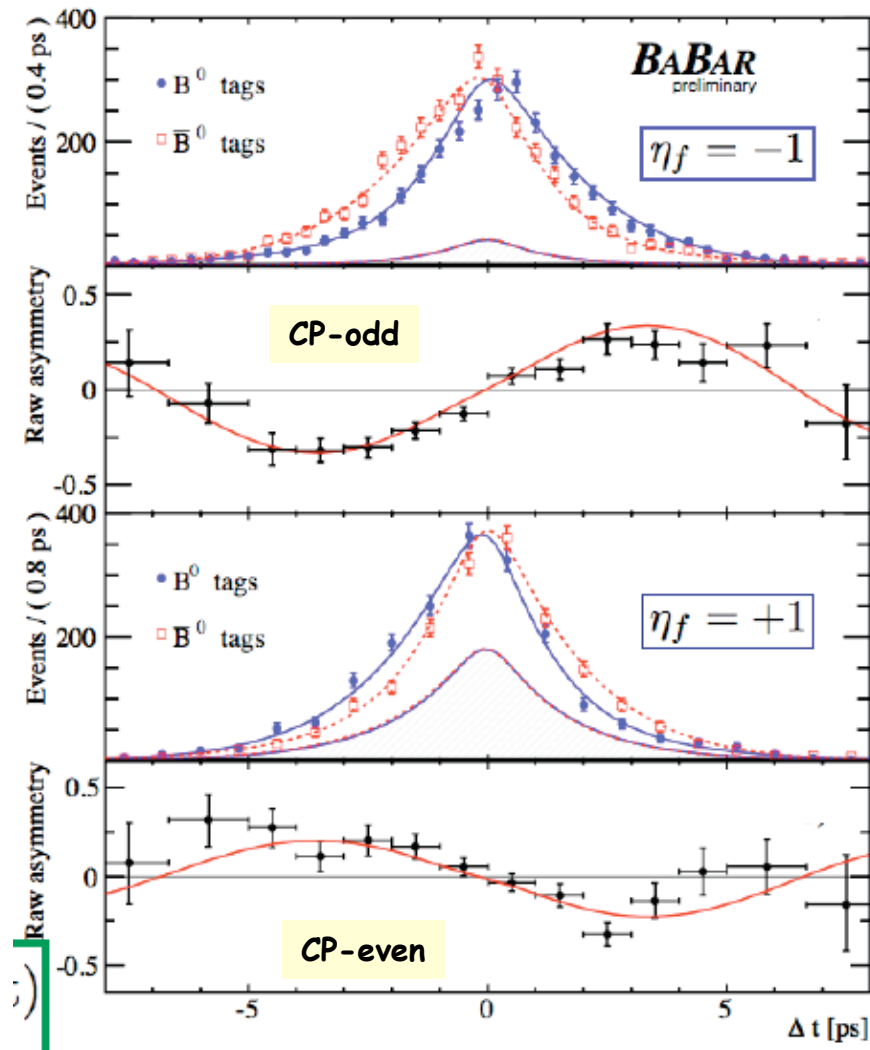 400
200
Events / ( 0.4 ps )
B⁰ tags
B̅⁰ tags
BABAR
preliminary
η_f = −1
0.5
0
-0.5
Raw asymmetry
CP-odd
400
200
Events / ( 0.8 ps )
B⁰ tags
B̅⁰ tags
η_f = +1
0.5
0
-0.5
Raw asymmetry
CP-even
-5 0 5
Δ t [ps]